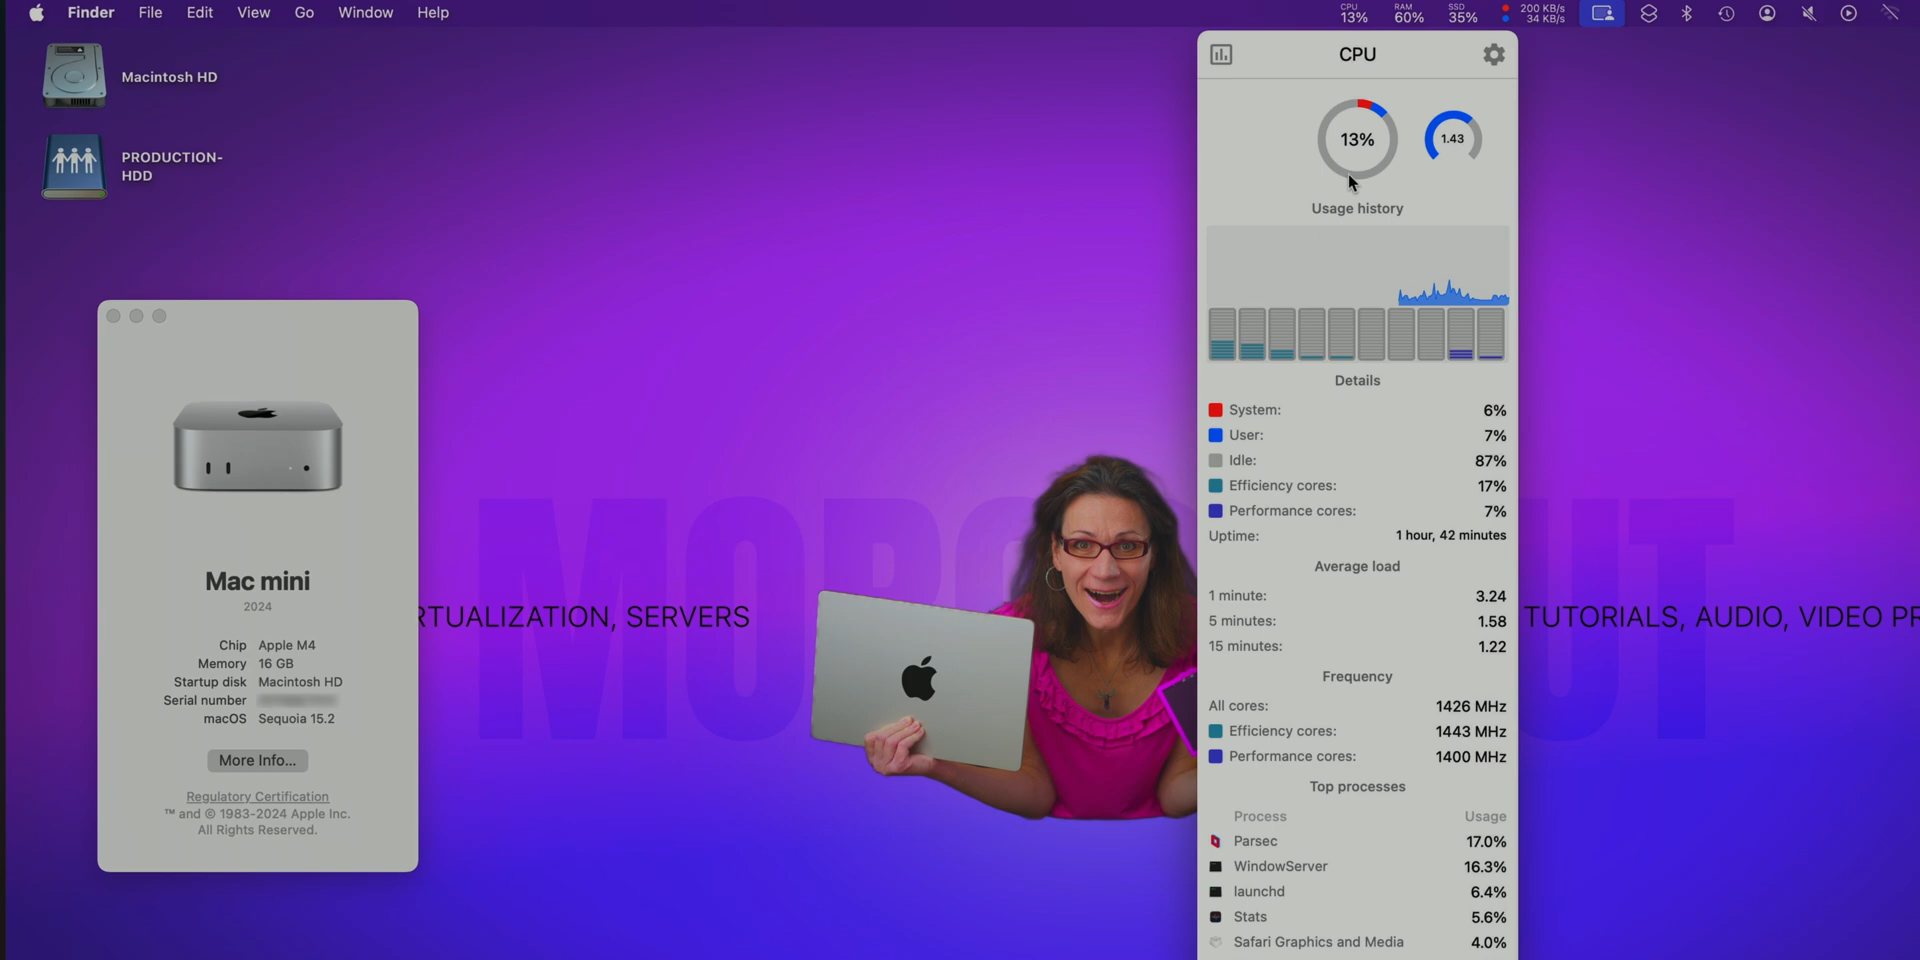 Finder File Edit View Go Window Help
CPU 13% RAM 60% SSD 35% 200 KB/s 34 KB/s
Macintosh HD
PRODUCTION-
HDD
Mac mini
2024
Chip Apple M4
Memory 16 GB
Startup disk Macintosh HD
Serial number
macOS Sequoia 15.2
More Info...
Regulatory Certification
™ and © 1983-2024 Apple Inc.
All Rights Reserved.
RTUALIZATION, SERVERS
TUTORIALS, AUDIO, VIDEO PR
CPU
13%
1.43
Usage history
Details
System: 6%
User: 7%
Idle: 87%
Efficiency cores: 17%
Performance cores: 7%
Uptime: 1 hour, 42 minutes
Average load
1 minute: 3.24
5 minutes: 1.58
15 minutes: 1.22
Frequency
All cores: 1426 MHz
Efficiency cores: 1443 MHz
Performance cores: 1400 MHz
Top processes
Process Usage
Parsec 17.0%
WindowServer 16.3%
launchd 6.4%
Stats 5.6%
Safari Graphics and Media 4.0%